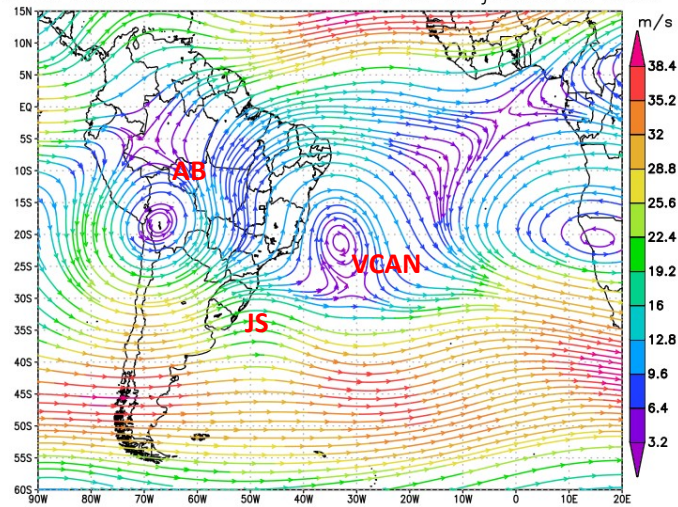 15N
10N
5N
EQ
5S
10S
15S
20S
25S
30S
35S
40S
45S
50S
55S
60S
90W 80W 70W 60W 50W 40W 30W 20W 10W 0 10E 20E
AB
VCAN
JS
m/s
38.4
35.2
32
28.8
25.6
22.4
19.2
16
12.8
9.6
6.4
3.2